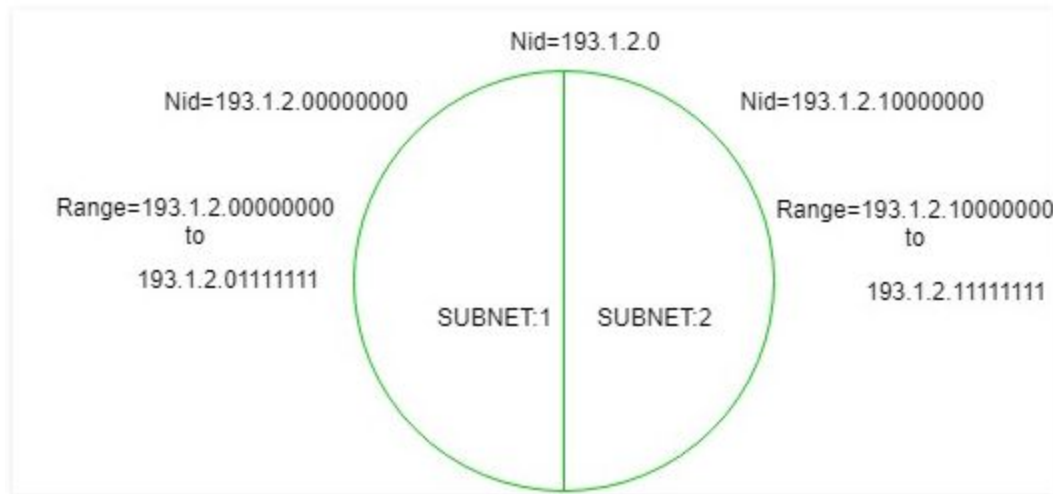 Nid=193.1.2.0
Nid=193.1.2.00000000
Nid=193.1.2.10000000
Range=193.1.2.00000000
to
193.1.2.01111111
Range=193.1.2.10000000
to
193.1.2.11111111
SUBNET:1
SUBNET:2